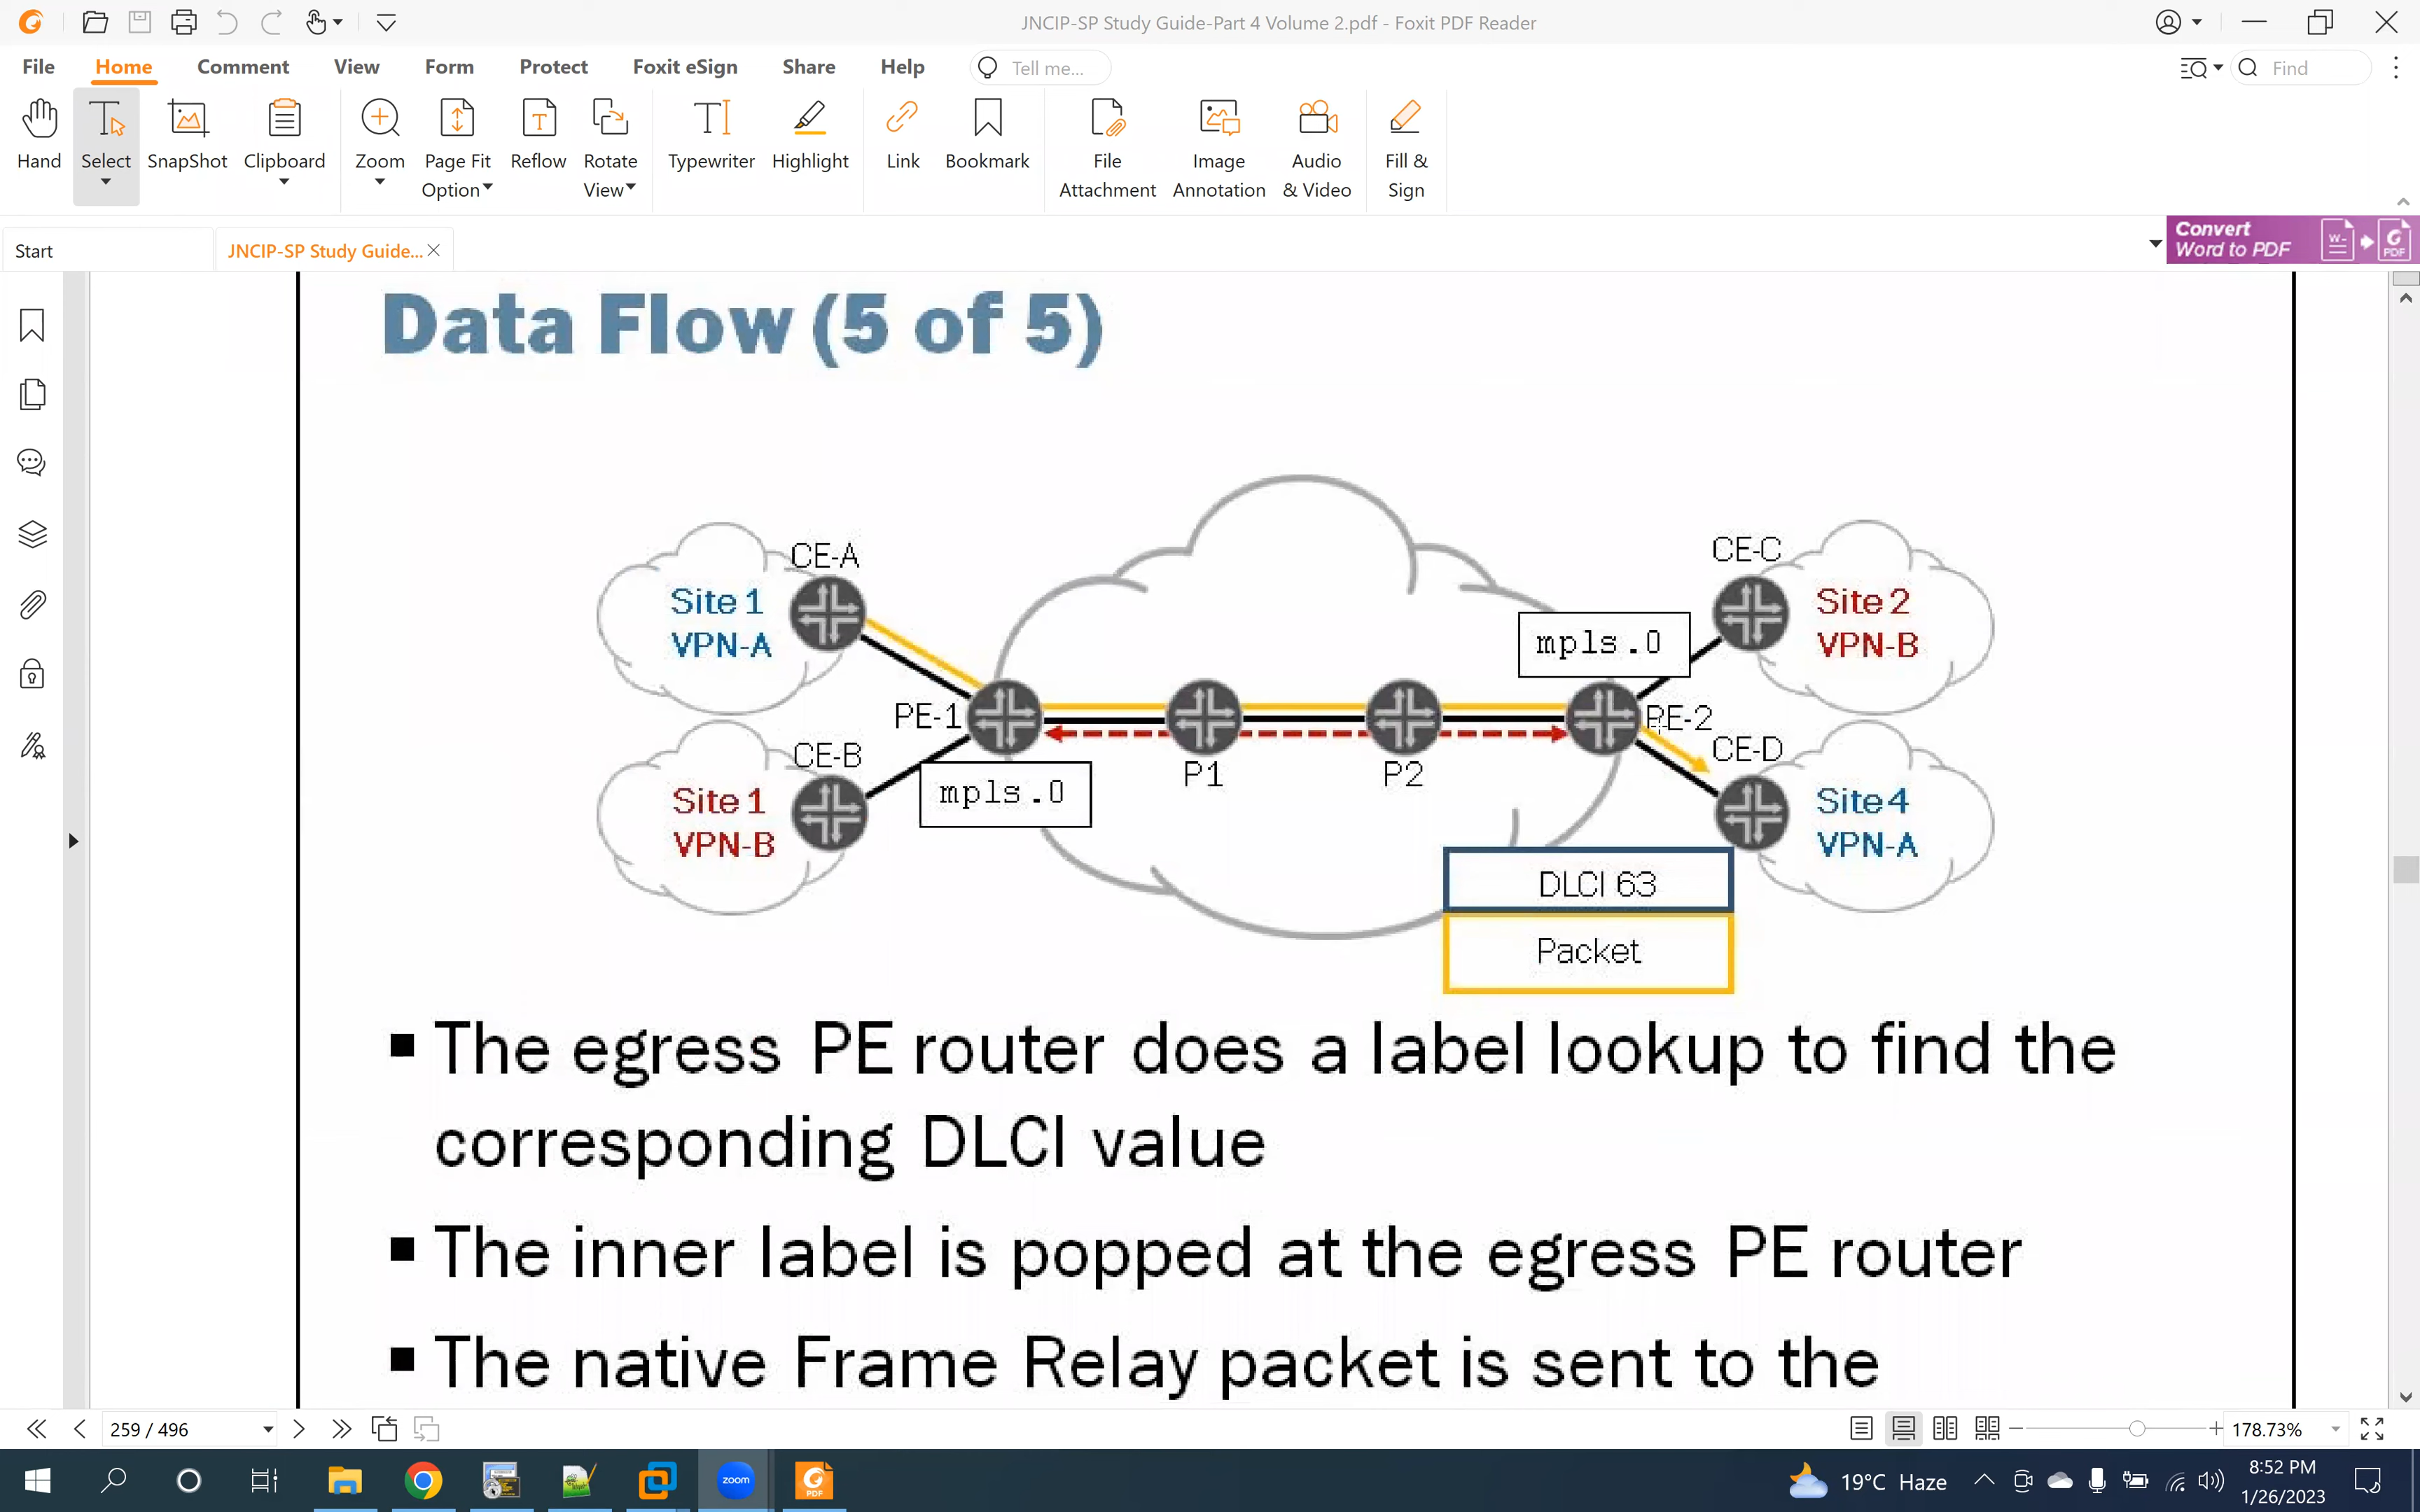 JNCIP-SP Study Guide-Part 4 Volume 2.pdf - Foxit PDF Reader
File Home Comment View Form Protect Foxit eSign Share Help Tell me... Find
Hand Select SnapShot Clipboard Zoom Page Fit Option Reflow Rotate View Typewriter Highlight Link Bookmark File Attachment Image Annotation Audio & Video Fill & Sign
Start JNCIP-SP Study Guide...
Convert
Word to PDF
Data Flow (5 of 5)
CE-A
Site 1
VPN-A
CE-C
Site 2
VPN-B
mpls.0
PE-1
PE-2
CE-B
Site 1
VPN-B
mpls.0
P1
P2
CE-D
Site 4
VPN-A
DLCI 63
Packet
▪ The egress PE router does a label lookup to find the
corresponding DLCI value
▪ The inner label is popped at the egress PE router
▪ The native Frame Relay packet is sent to the
259 / 496
178.73%
zoom
PDF
19°C Haze
8:52 PM
1/26/2023